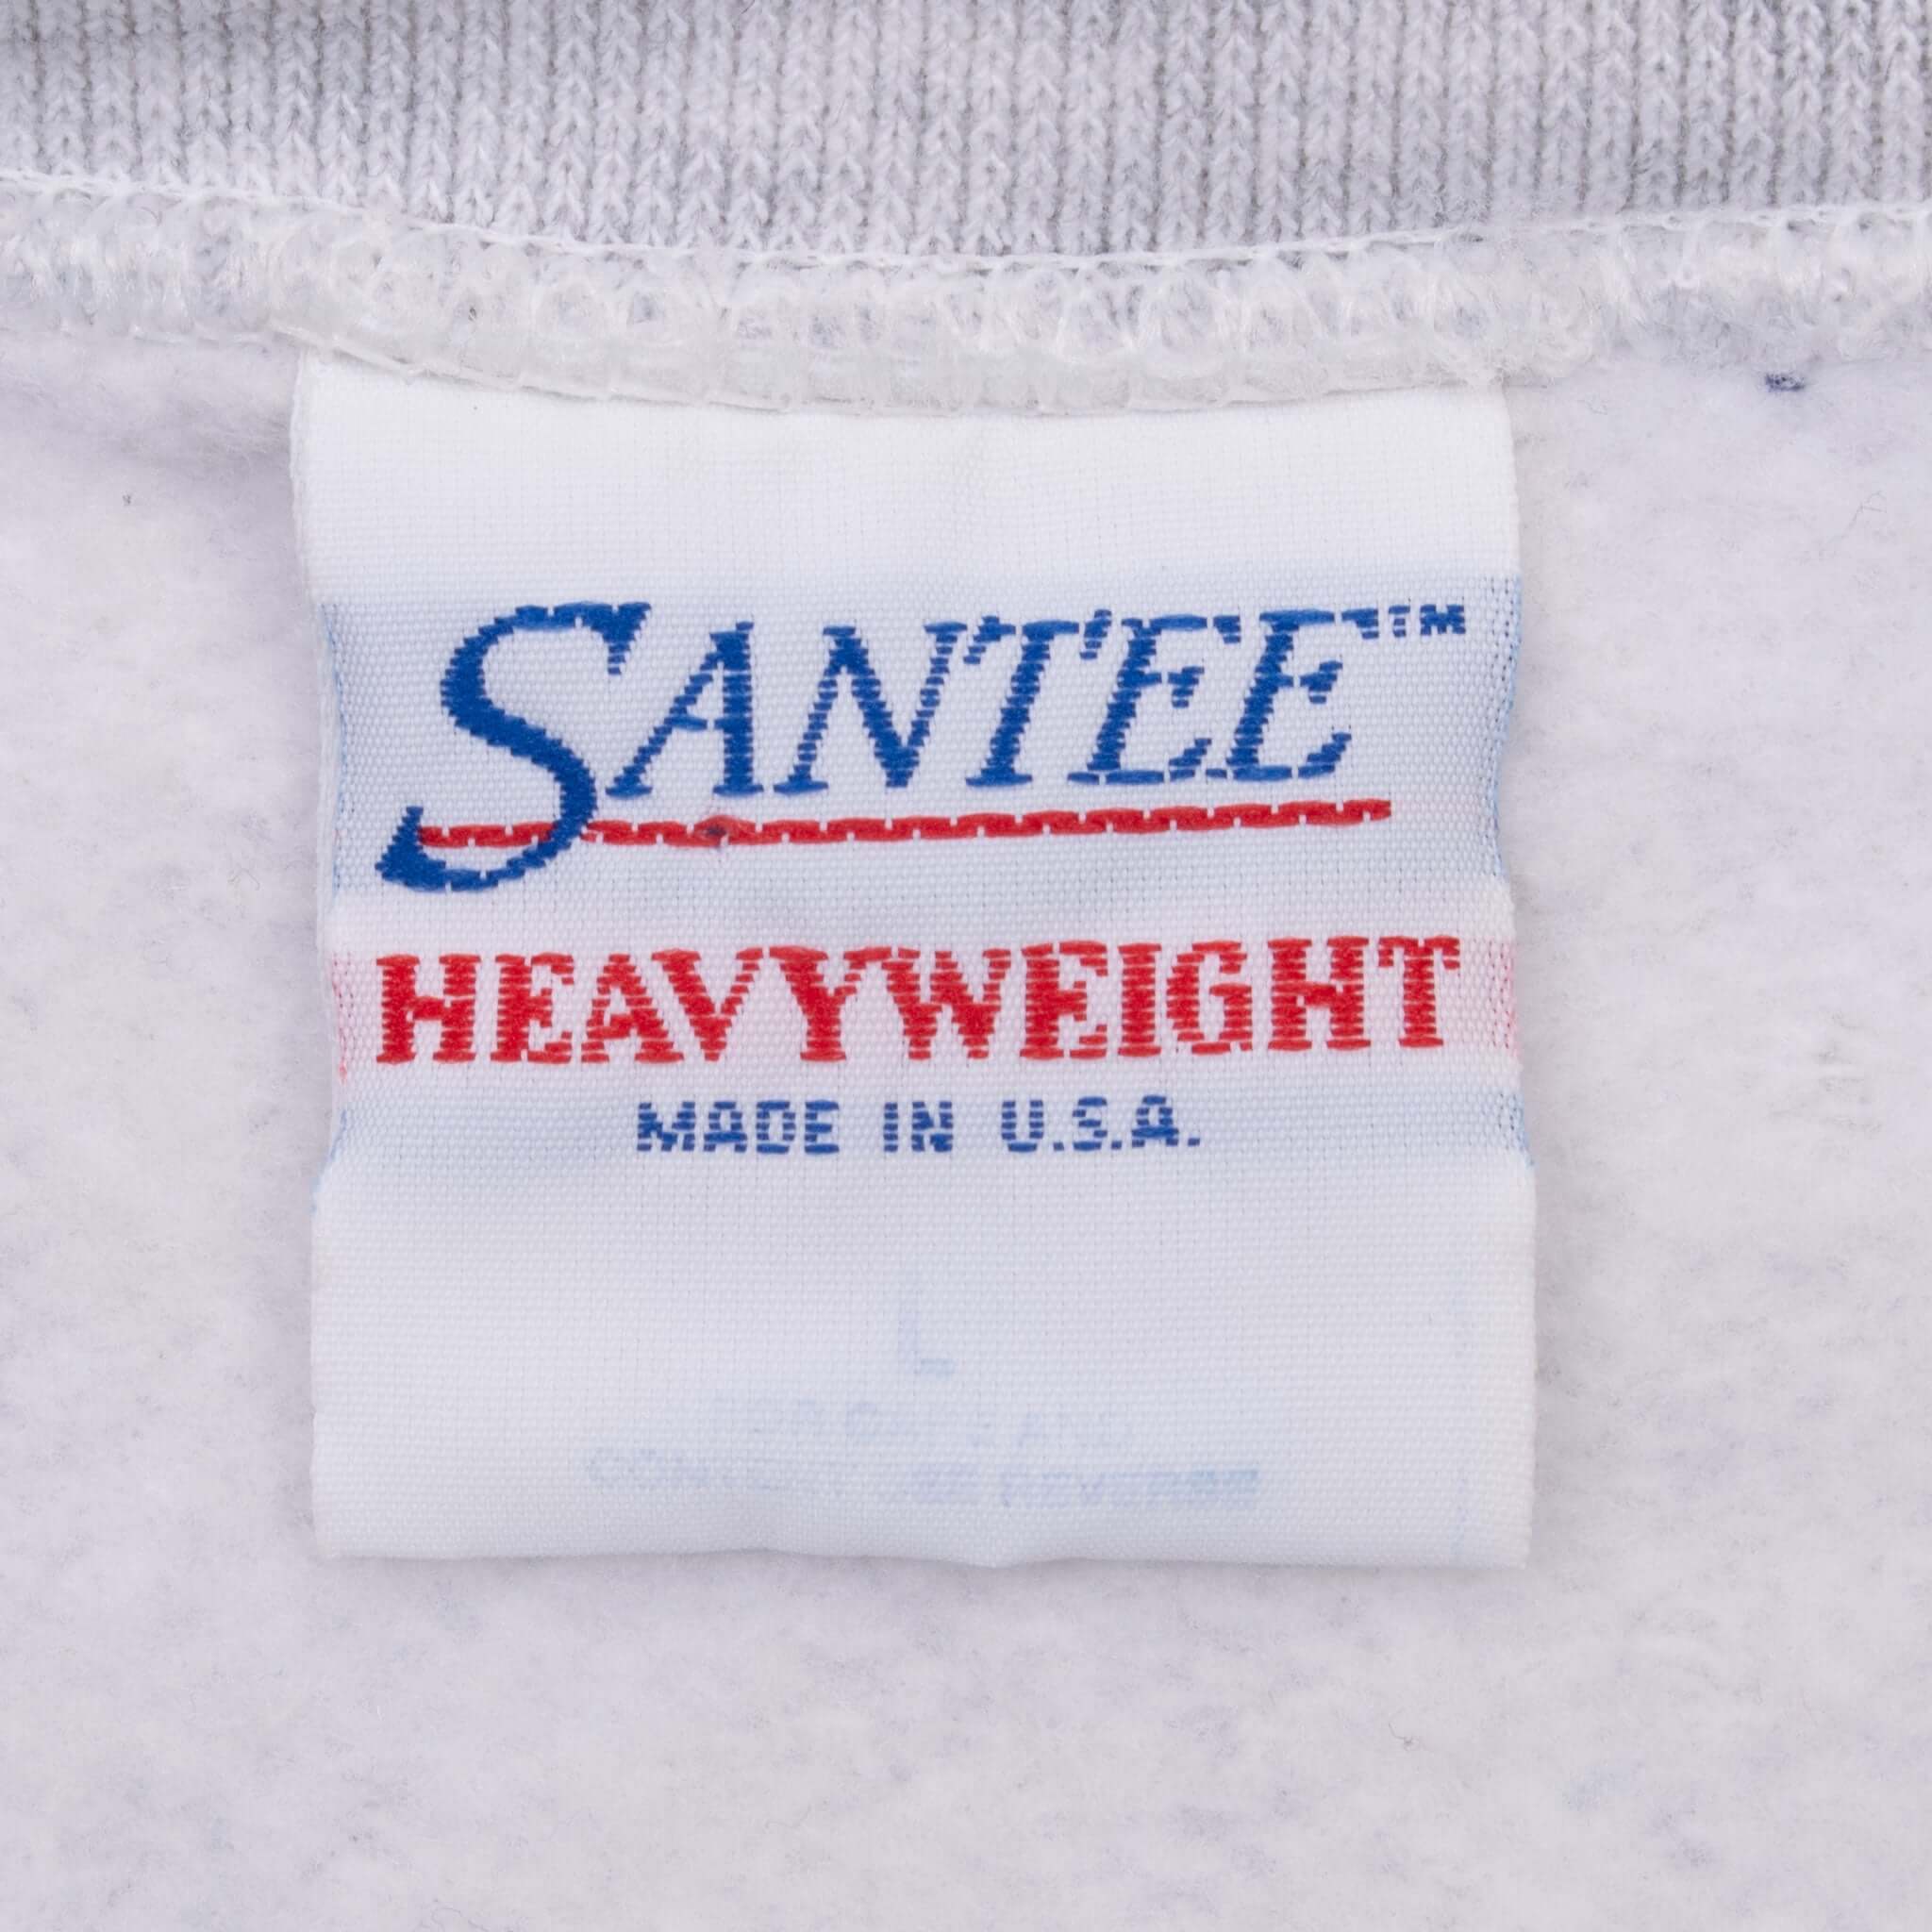 SANTEE™
HEAVYWEIGHT
MADE IN U.S.A.
L